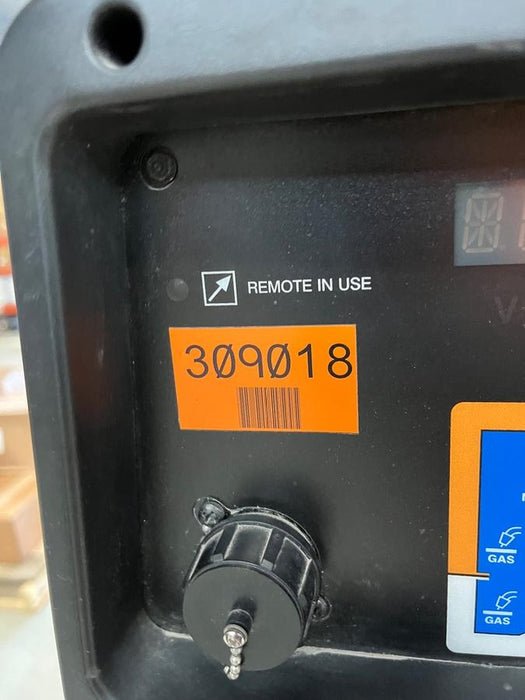 REMOTE IN USE
309018
V
GAS
GAS